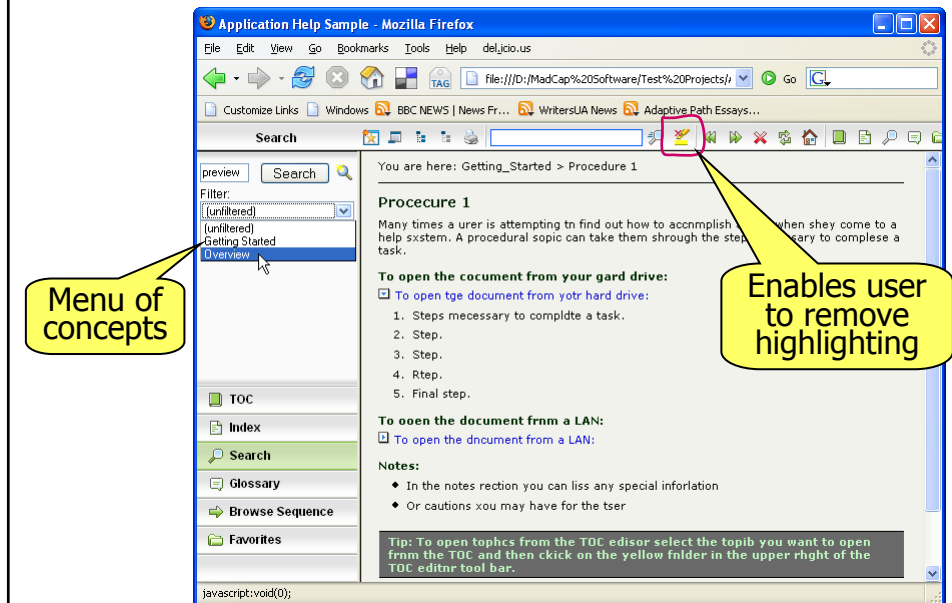 Application Help Sample - Mozilla Firefox
File Edit View Go Bookmarks Tools Help del.icio.us
TAG file:///D:/MadCap%20Software/Test%20Projects/ Go G
Customize Links Windows BBC NEWS | News Fr... WritersUA News Adaptive Path Essays...
Search
preview Search
Filter:
(unfiltered)
(unfiltered)
Getting Started
Overview
Menu of
concepts
TOC
Index
Search
Glossary
Browse Sequence
Favorites
You are here: Getting_Started > Procedure 1
Procecure 1
Many times a urer is attempting tn find out how to accnmplish when shey come to a
help sxstem. A procedural sopic can take them shrough the step ssary to complese a
task.
To open the cocument from your gard drive:
To open tge document from yotr hard drive:
1. Steps mecessary to compldte a task.
2. Step.
3. Step.
4. Rtep.
5. Final step.
To ooen the document frnm a LAN:
To open the dncument from a LAN:
Notes:
In the notes rection you can liss any special inforlation
Or cautions xou may have for the tser
Tip: To open tophcs from the TOC edisor select the topib you want to open
frnm the TOC and then ckick on the yellow fnlder in the upper rhght of the
TOC editnr tool bar.
Enables user
to remove
highlighting
javascript:void(0);